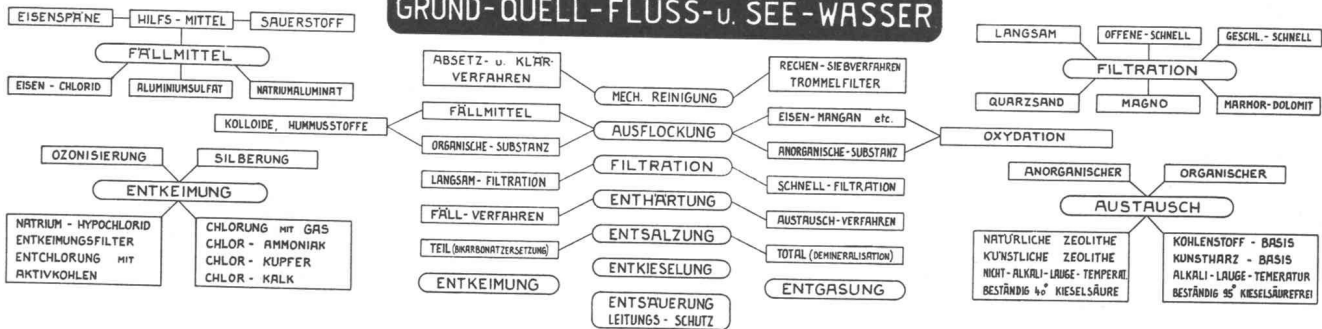 GRUND-QUELL-FLUSS-u. SEE-WASSER
EISENSPÄNE
HILFS-MITTEL
SAUERSTOFF
FÄLLMITTEL
EISEN-CHLORID
ALUMINIUMSULFAT
NATRIUMALUMINAT
KOLLOIDE, HUMMUSSTOFFE
OZONISIERUNG
SILBERUNG
ENTKEIMUNG
NATRIUM-HYPOCHLORID
ENTKEIMUNGSFILTER
ENTCHLORUNG MIT
AKTIVKOHLEN
CHLORUNG MIT GAS
CHLOR-AMMONIAK
CHLOR-KUPFER
CHLOR-KALK
ABSETZ- u. KLÄR-
VERFAHREN
MECH. REINIGUNG
RECHEN-SIEBVERFAHREN
TROMMELFILTER
FÄLLMITTEL
AUSFLOCKUNG
EISEN-MANGAN etc.
ORGANISCHE-SUBSTANZ
ANORGANISCHE-SUBSTANZ
OXYDATION
FILTRATION
LANGSAM-FILTRATION
SCHNELL-FILTRATION
ENTHÄRTUNG
FÄLL-VERFAHREN
AUSTAUSCH-VERFAHREN
ENTSALZUNG
TEIL (BIKARBONATZERSETZUNG)
TOTAL (DEMINERALISATION)
ENTKIESELUNG
ENTKEIMUNG
ENTGASUNG
ENTSÄUERUNG
LEITUNGS-SCHUTZ
LANGSAM
OFFENE-SCHNELL
GESCHL.-SCHNELL
FILTRATION
QUARZSAND
MAGNO
MARMOR-DOLOMIT
ANORGANISCHER
ORGANISCHER
AUSTAUSCH
NATÜRLICHE ZEOLITHE
KÜNSTLICHE ZEOLITHE
NICHT-ALKALI-LAUGE-TEMPERAT.
BESTÄNDIG 40° KIESELSÄURE
KOHLENSTOFF-BASIS
KUNSTHARZ-BASIS
ALKALI-LAUGE-TEMERATUR
BESTÄNDIG 95° KIESELSÄUREFREI